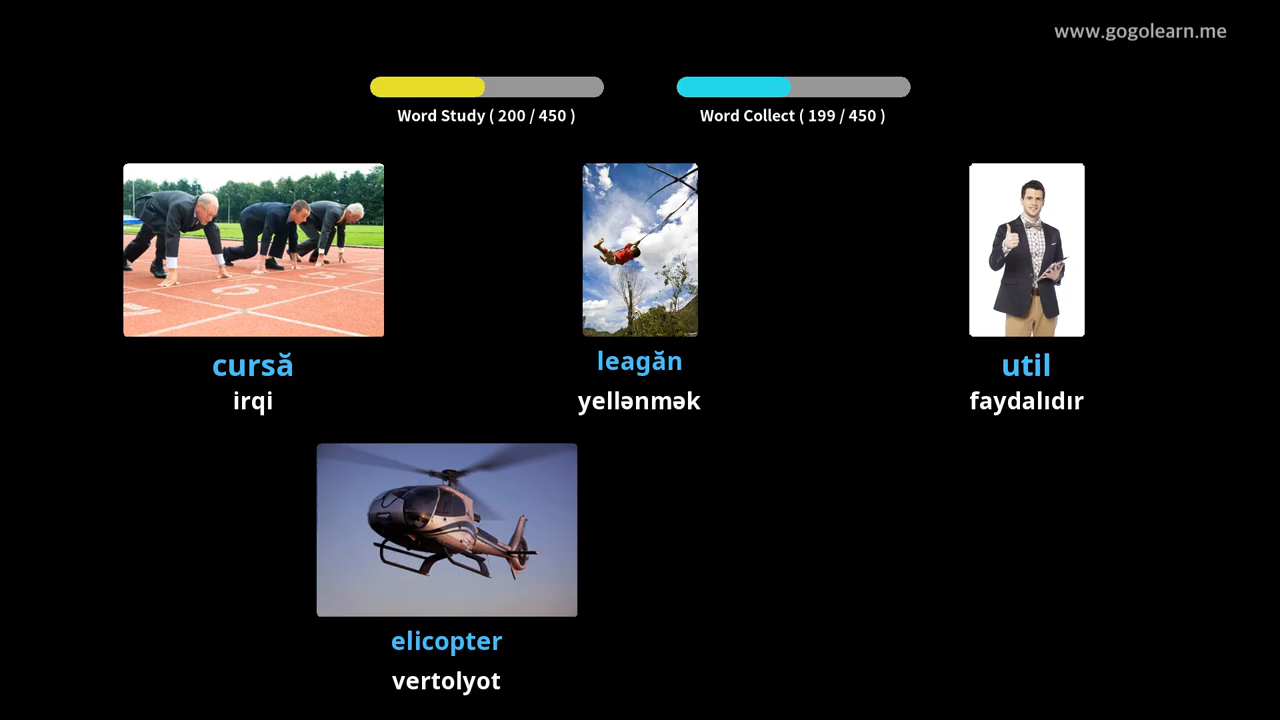 www.gogolearn.me
Word Study ( 200 / 450 )
Word Collect ( 199 / 450 )
cursă
irqi
leagăn
yellənmək
util
faydalıdır
elicopter
vertolyot